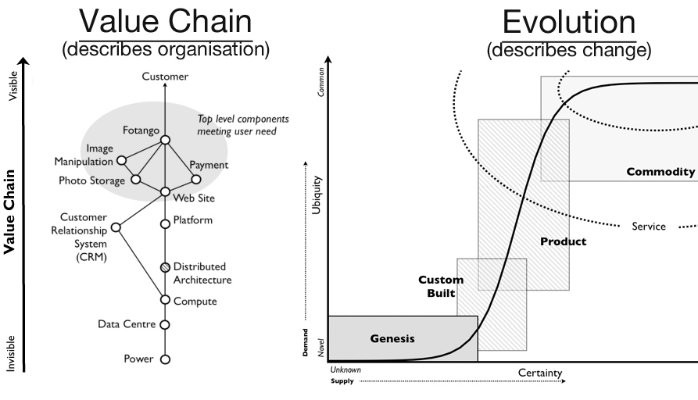 Value Chain
(describes organisation)
Visible
Value Chain
Invisible
Customer
Top level components
meeting user need
Fotango
Image
Manipulation
Payment
Photo Storage
Web Site
Customer
Relationship
System
(CRM)
Platform
Distributed
Architecture
Compute
Data Centre
Power
Evolution
(describes change)
Common
Ubiquity
Demand
Novel
Commodity
Service
Product
Custom
Built
Genesis
Unknown
Supply
Certainty